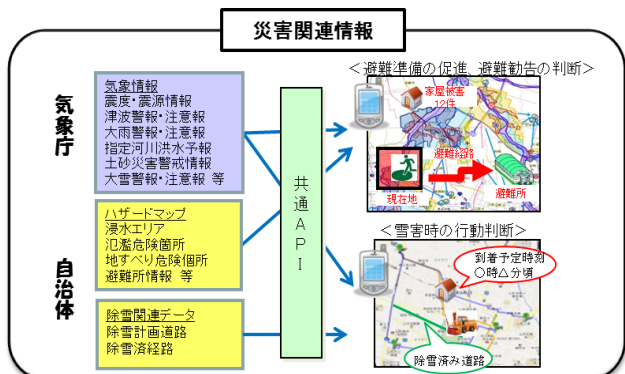 災害関連情報
気象庁
気象情報
震度・震源情報
津波警報・注意報
大雨警報・注意報
指定河川洪水予報
土砂災害警戒情報
大雪警報・注意報 等
自治体
ハザードマップ
浸水エリア
氾濫危険箇所
地すべり危険個所
避難所情報 等
除雪関連データ
除雪計画道路
除雪済経路
共通API
＜避難準備の促進、避難勧告の判断＞
家屋被害
12件
避難経路
現在地
避難所
＜雪害時の行動判断＞
到着予定時刻
〇時△分頃
除雪済み道路